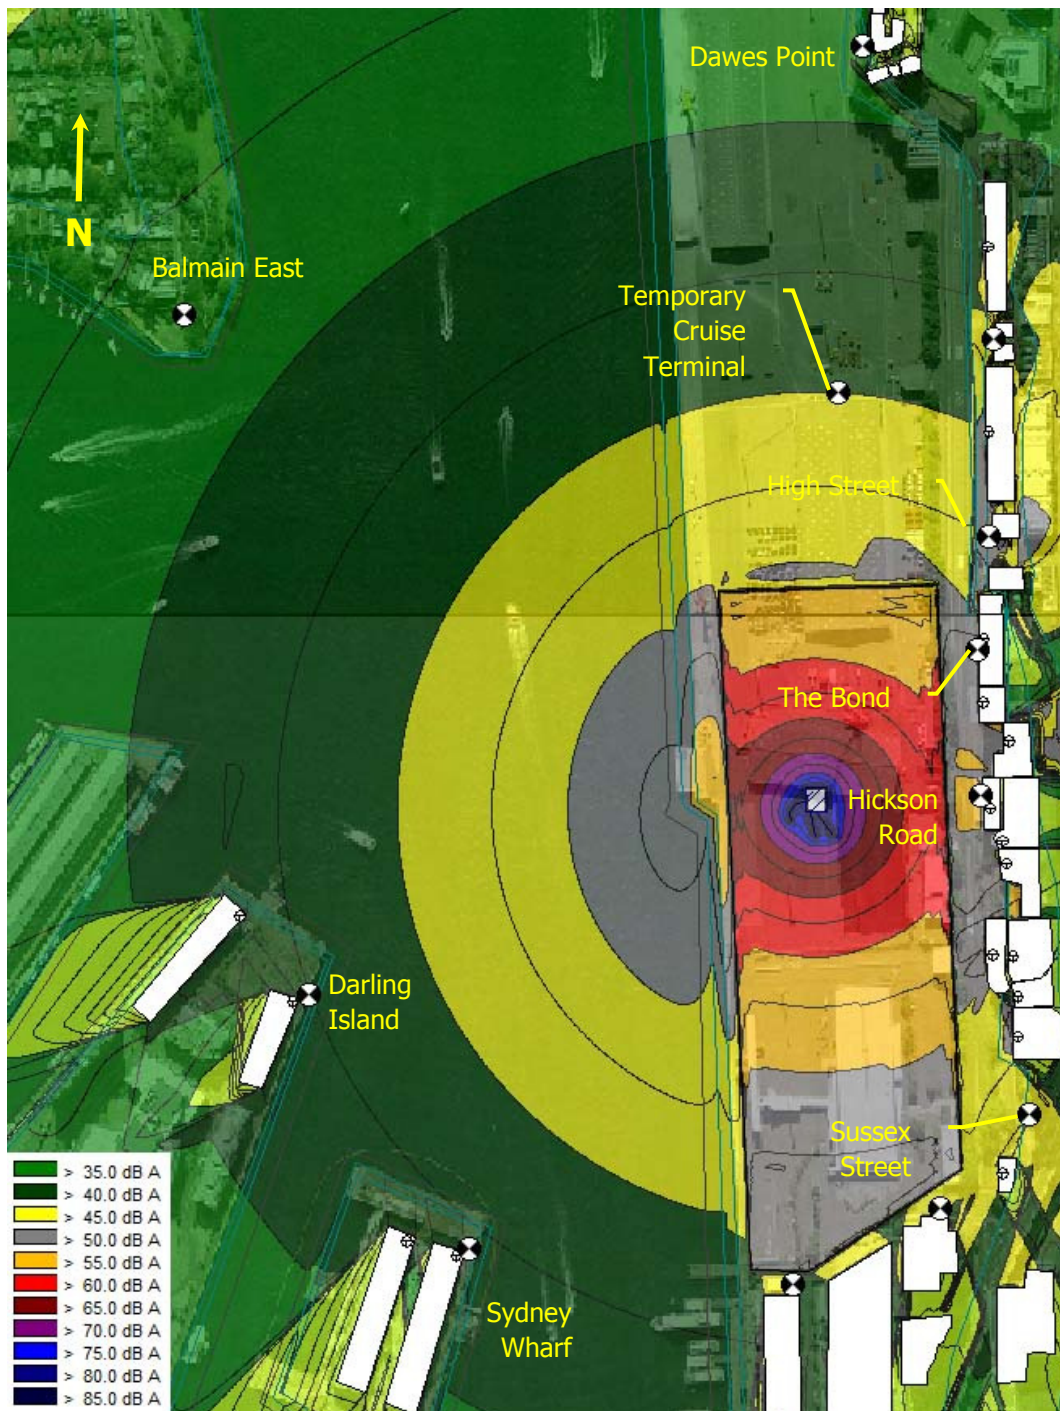 Dawes Point
N
Balmain East
Temporary
Cruise
Terminal
High Street
The Bond
Hickson
Road
Darling
Island
Sussex
Street
Sydney
Wharf
> 35.0 dB A
> 40.0 dB A
> 45.0 dB A
> 50.0 dB A
> 55.0 dB A
> 60.0 dB A
> 65.0 dB A
> 70.0 dB A
> 75.0 dB A
> 80.0 dB A
> 85.0 dB A